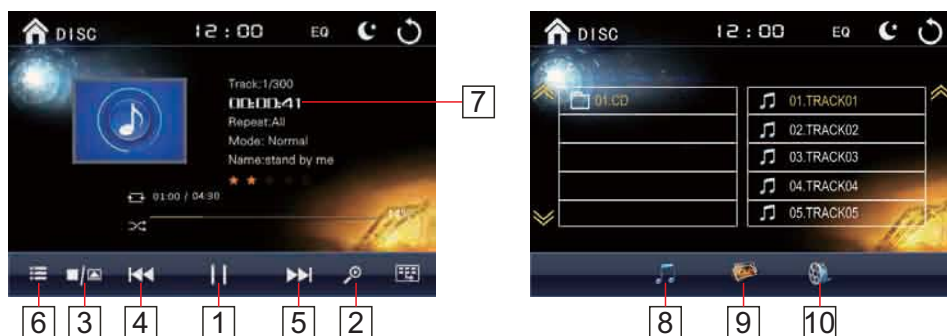 DISC 12:00 EQ
Track:1/300
00:00:41
Repeat:All
Mode: Normal
Name:stand by me
01:00 / 04:30
7
6 3 4 1 5 2
DISC 12:00 EQ
01.CD
01.TRACK01
02.TRACK02
03.TRACK03
04.TRACK04
05.TRACK05
8 9 10